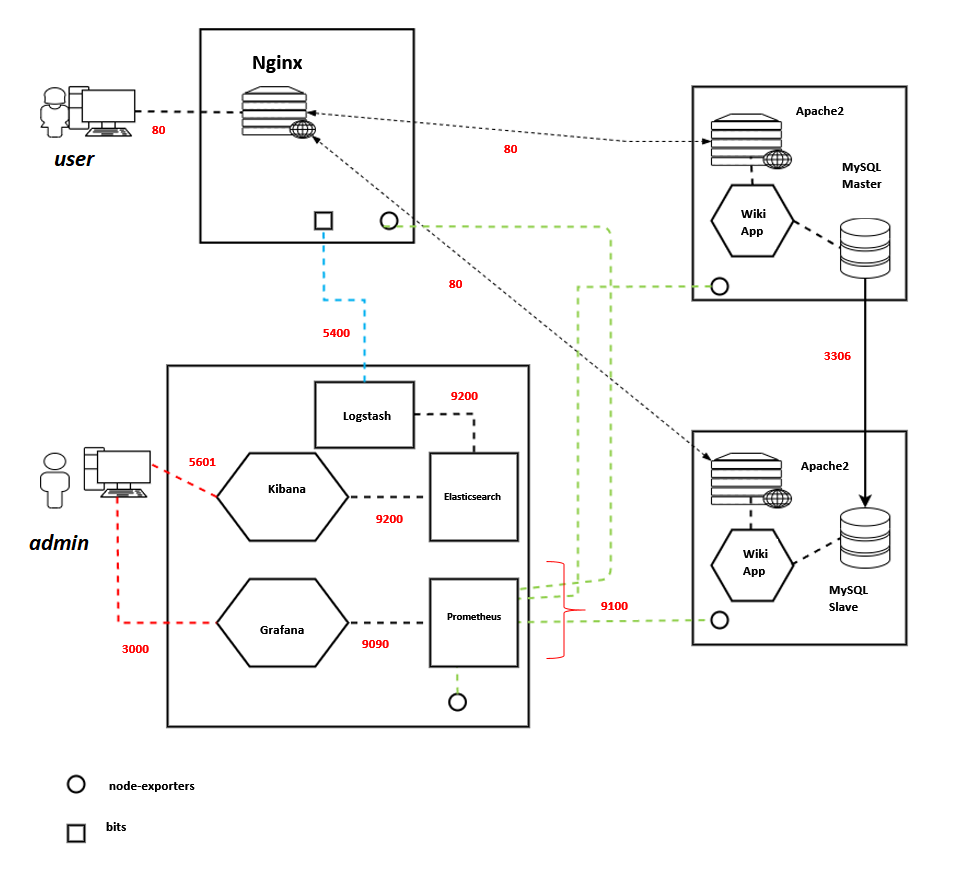 Nginx
80
user
80
Apache2
MySQL
Master
Wiki
App
80
5400
3306
Logstash
9200
5601
Kibana
9200
Elasticsearch
admin
Apache2
Wiki
App
MySQL
Slave
9100
Prometheus
Grafana
9090
3000
node-exporters
bits